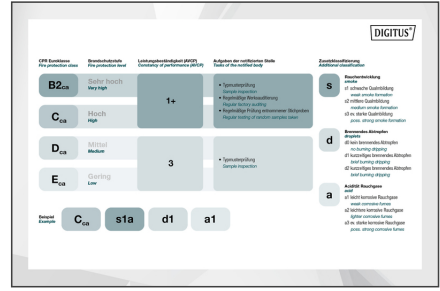 DIGITUS®
CPR Euroklasse
Fire protection class
Brandschutzstufe
Fire protection level
Leistungsbeständigkeit (AVCP)
Constatvy of performance (AVCP)
Aufgaben der notifizierten Stelle
Tasks of the notified body
Zusatzklassifizierung
Additional classification
B2ca
Sehr hoch
Very high
1+
• Typmusterprüfung
Sample inspection
• Regelmäßige Werksauditierung
Regular factory auditing
• Regelmäßige Prüfung entnommener Stichproben
Regular testing of random samples taken
Cca
Hoch
High
Dca
Mittel
Medium
3
• Typmusterprüfung
Sample inspection
Eca
Gering
Low
s
Rauchentwicklung
smoke
s1 schwache Qualmbildung
weak smoke formation
s2 mittlere Qualmbildung
medium smoke formation
s3 ev. starke Qualmbildung
poss. strong smoke formation
d
Brennendes Abtropfen
droplets
d0 kein brennendes Abtropfen
no burning dripping
d1 kurzzeitiges brennendes Abtropfen
brief burning dripping
d2 kurzzeitiges brennendes Abtropfen
brief burning dripping
a
Acidität Rauchgase
acid
a1 leicht korrosive Rauchgase
weak corrosive fumes
a2 leichtere korrosive Rauchgase
lighter corrosive fumes
a3 ev. starke korrosive Rauchgase
poss. strong corrosive fumes
Beispiel
Example
Cca s1a d1 a1